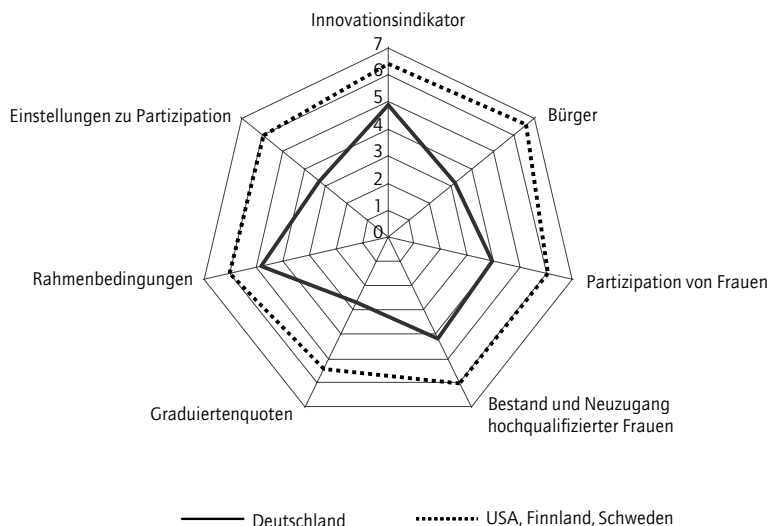 Innovationsindikator
7
6
5
4
3
2
1
0
Einstellungen zu Partizipation
Bürger
Rahmenbedingungen
Partizipation von Frauen
Graduiertenquoten
Bestand und Neuzugang
hochqualifizierter Frauen
Deutschland
USA, Finnland, Schweden